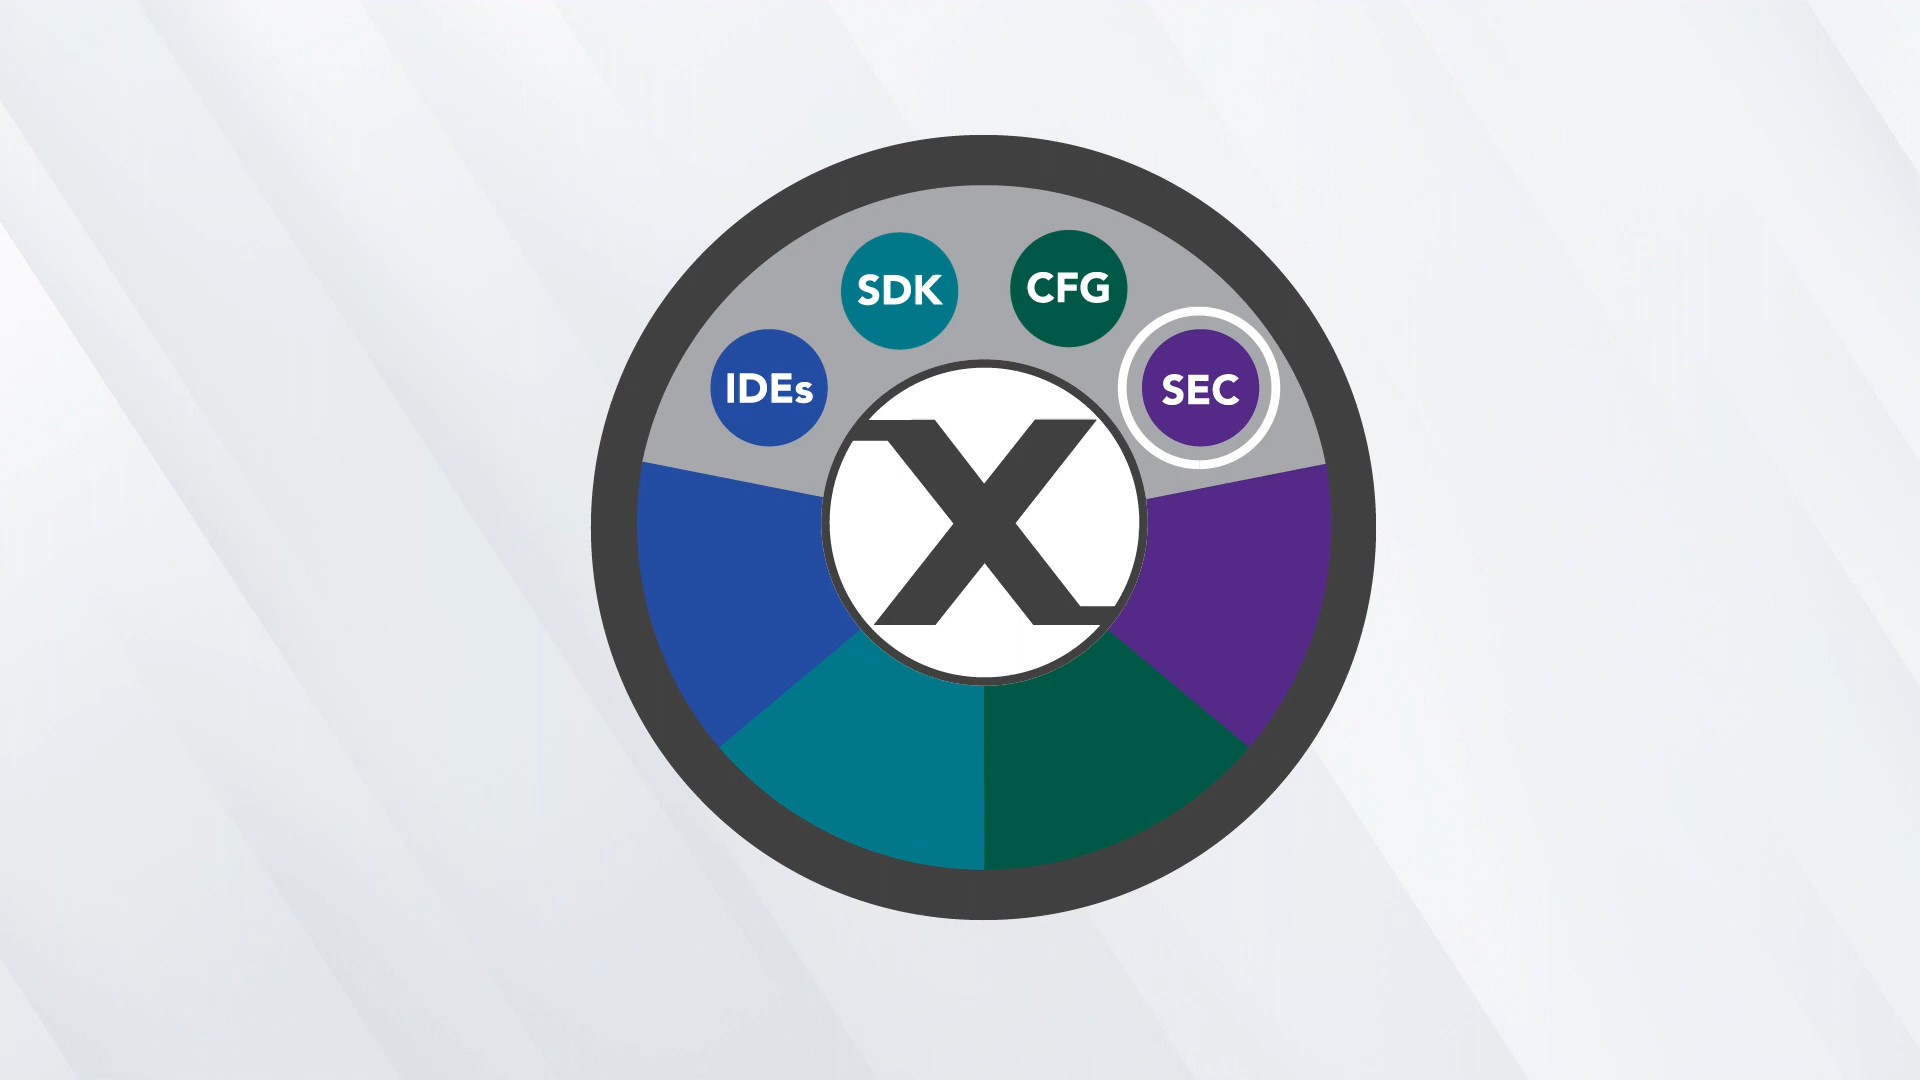 IDEs
SDK
CFG
SEC
X